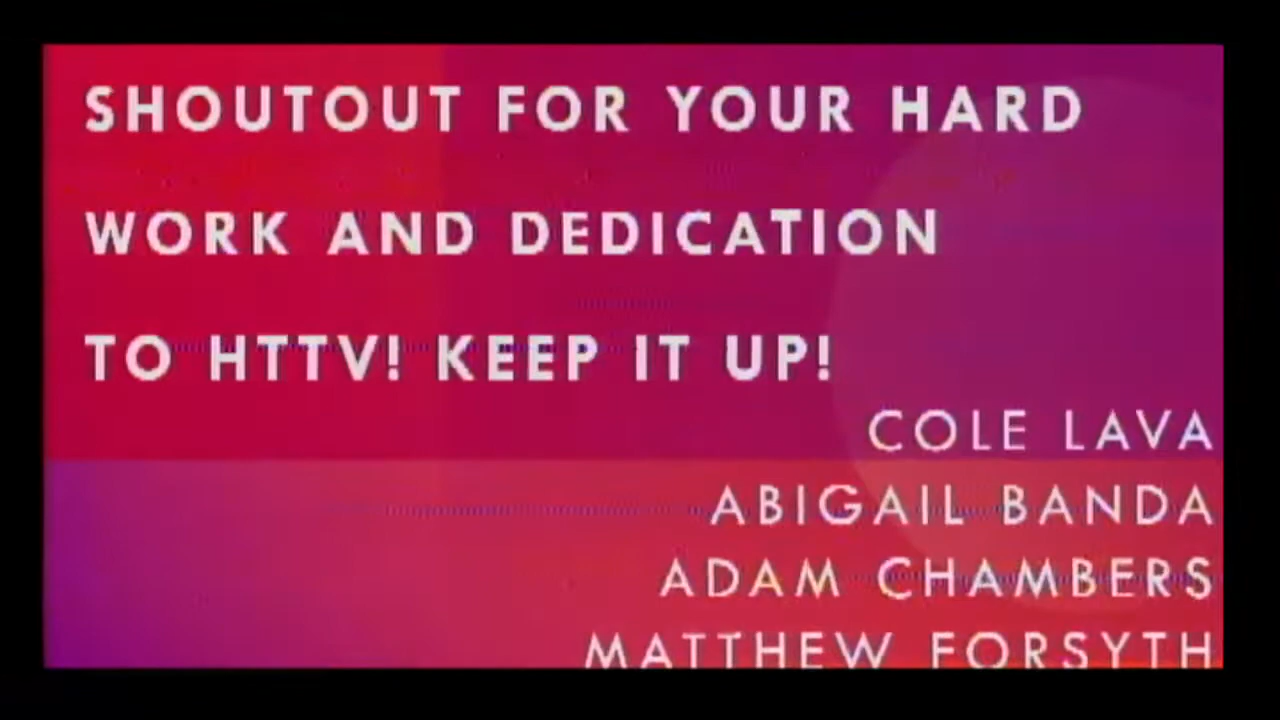 SHOUTOUT FOR YOUR HARD
WORK AND DEDICATION
TO HTTV! KEEP IT UP!
COLE LAVA
ABIGAIL BANDA
ADAM CHAMBERS
MATTHEW FORSYTH